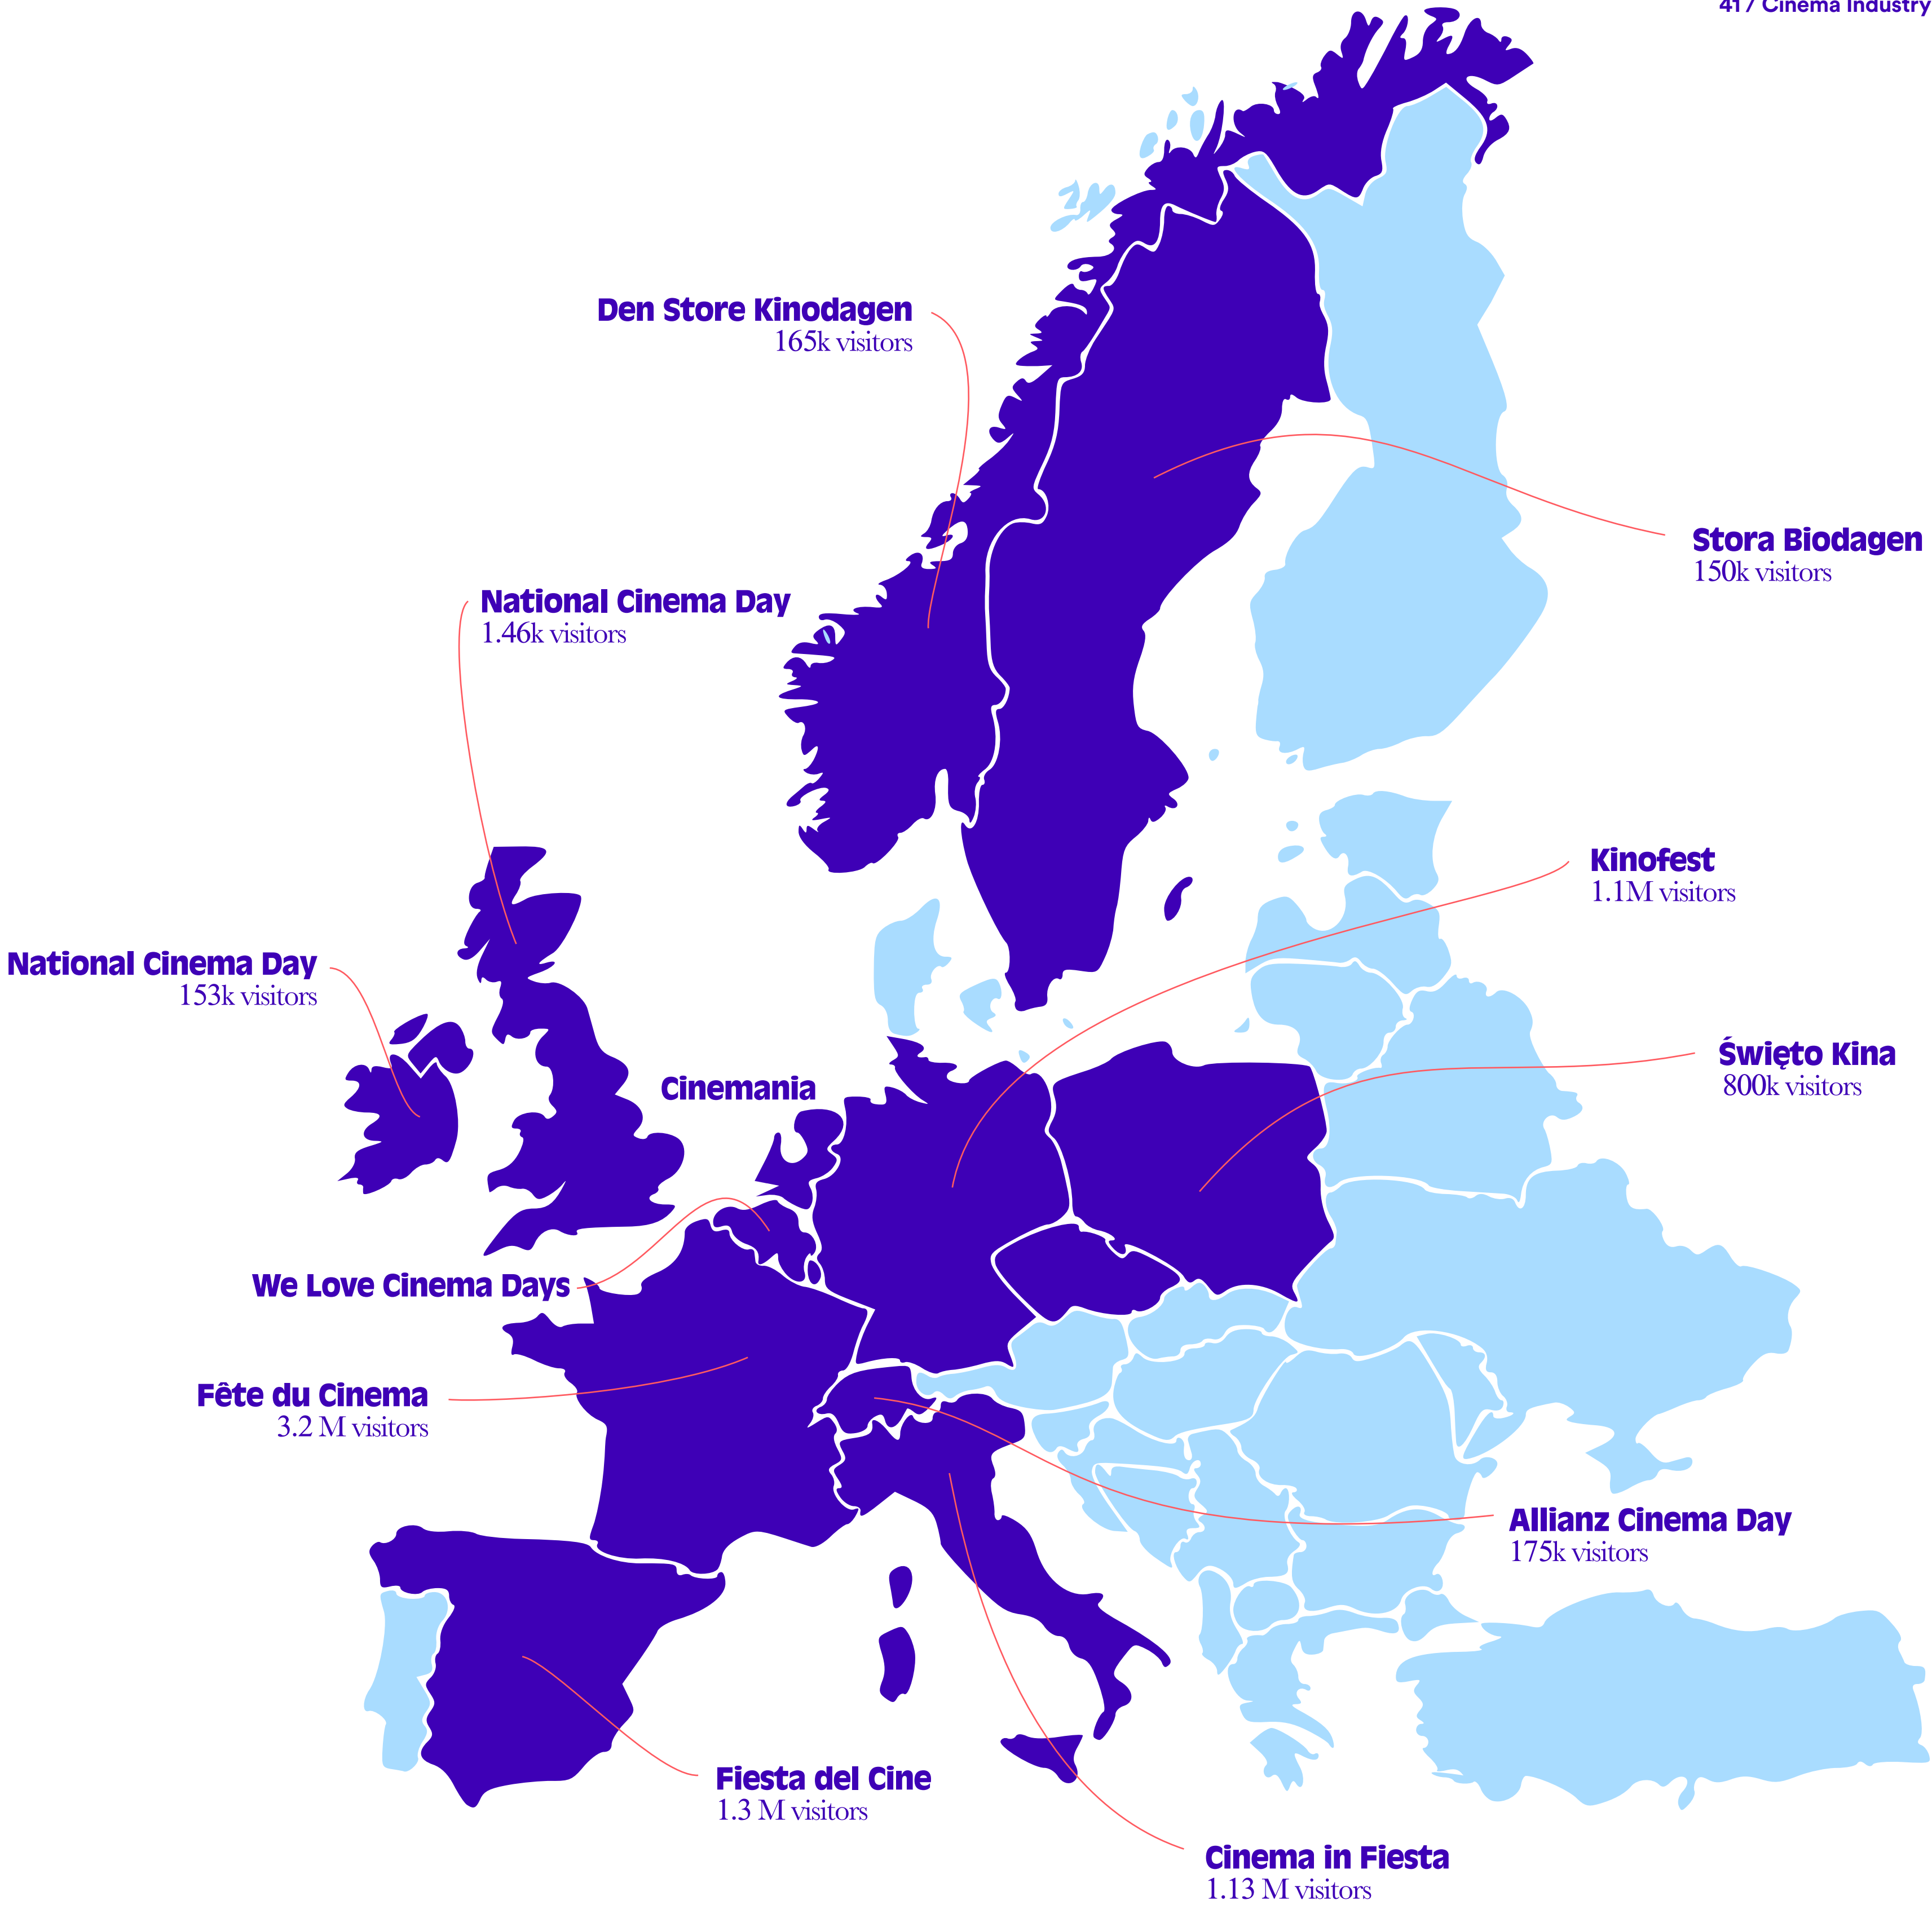 417 Cinema Industry
Den Store Kinodagen
165k visitors
Stora Biodagen
150k visitors
National Cinema Day
1.46k visitors
Kinofest
1.1M visitors
National Cinema Day
153k visitors
Święto Kina
800k visitors
Cinemania
We Love Cinema Days
Fête du Cinema
3.2 M visitors
Allianz Cinema Day
175k visitors
Fiesta del Cine
1.3 M visitors
Cinema in Fiesta
1.13 M visitors